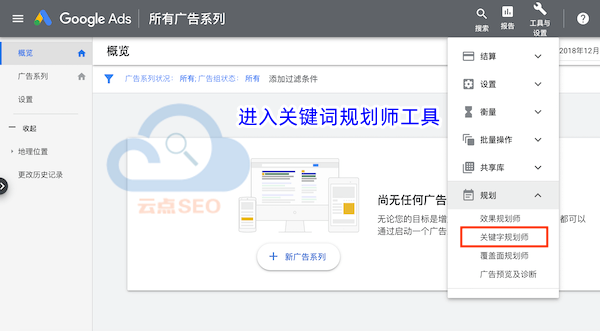 Google Ads 所有广告系列
搜索
报告
工具与
设置
概览
广告系列
设置
收起
地理位置
更改历史记录
概览
2018年12月
广告系列状况： 所有; 广告组状态： 所有 添加过滤条件
进入关键词规划师工具
云点SEO
尚无任何广告
无论您的目标是增
都可以
通过启动一个广告
新广告系列
结算
设置
衡量
批量操作
共享库
规划
效果规划师
关键字规划师
覆盖面规划师
广告预览及诊断